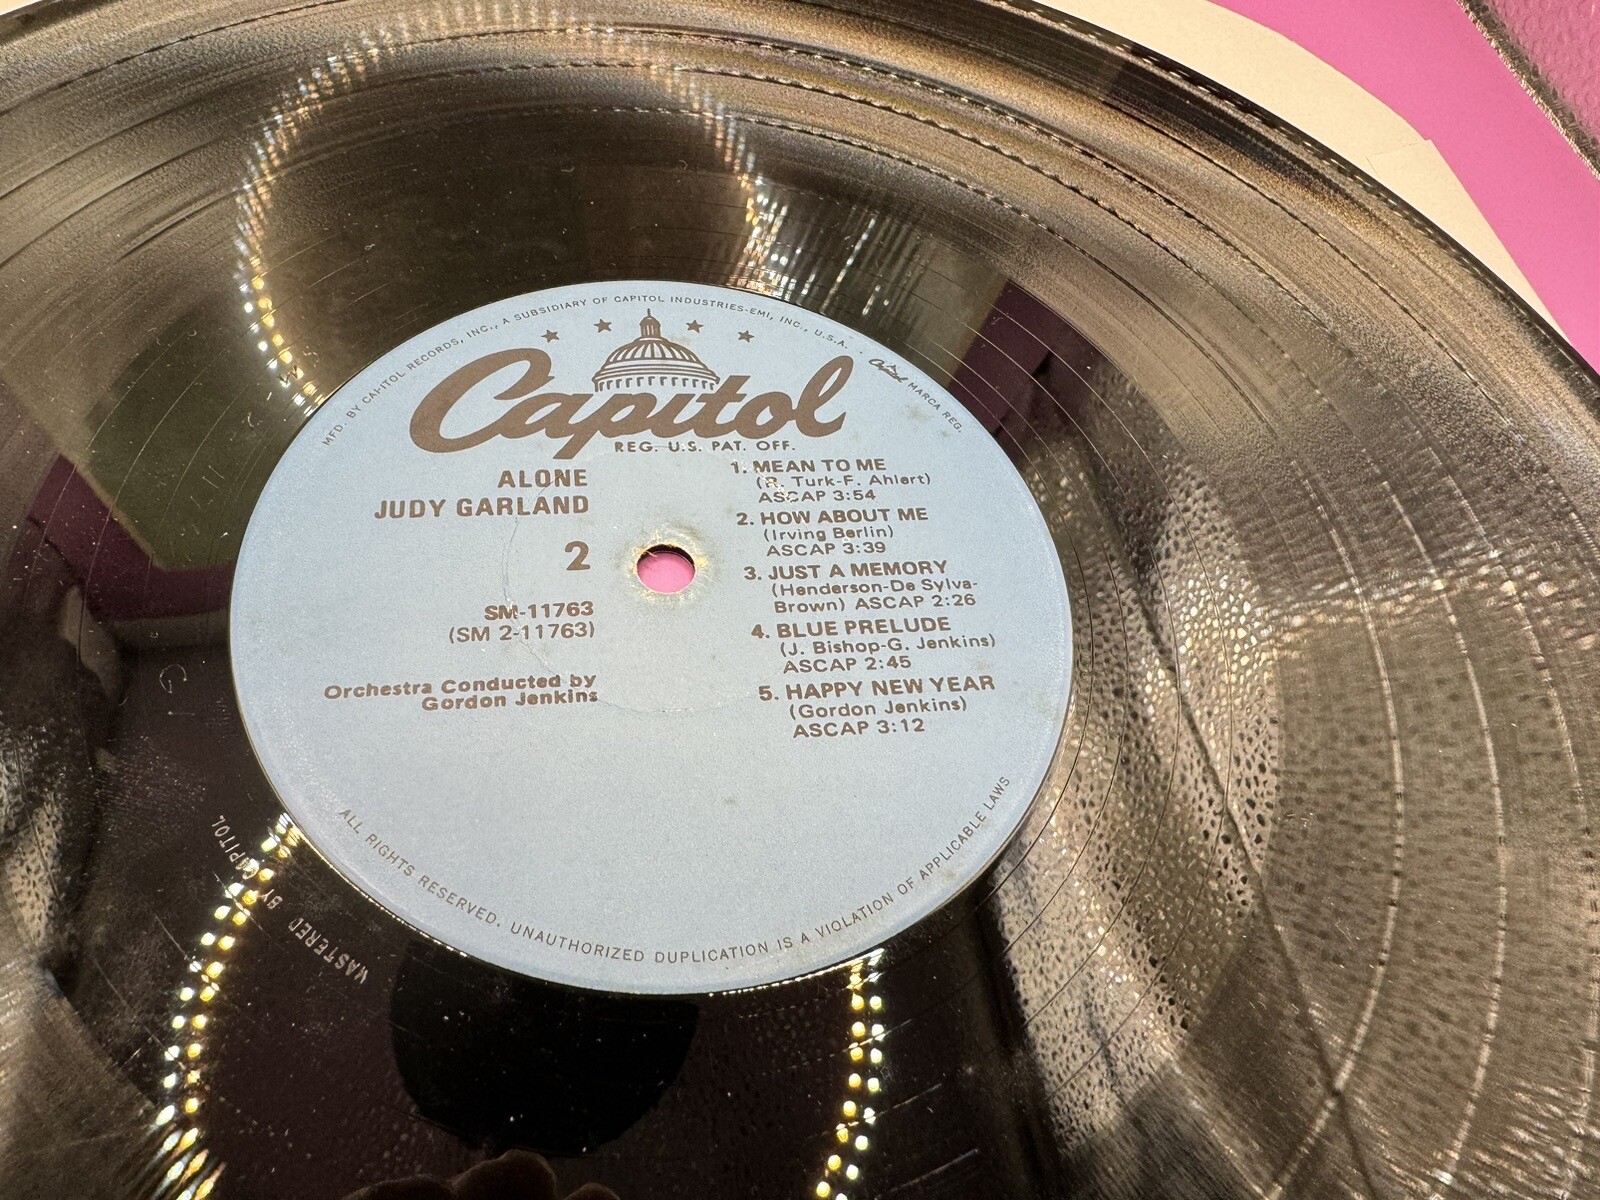 MFD. BY CAPITOL RECORDS, INC., A SUBSIDIARY OF CAPITOL INDUSTRIES-EMI, INC., U.S.A. · Capitol MARCA REG.
Capitol
REG. U.S. PAT. OFF.
ALONE
JUDY GARLAND
2
SM-11763
(SM 2-11763)
Orchestra Conducted by
Gordon Jenkins
1. MEAN TO ME
(R. Turk-F. Ahlert)
ASCAP 3:54
2. HOW ABOUT ME
(Irving Berlin)
ASCAP 3:39
3. JUST A MEMORY
(Henderson-De Sylva-
Brown) ASCAP 2:26
4. BLUE PRELUDE
(J. Bishop-G. Jenkins)
ASCAP 2:45
5. HAPPY NEW YEAR
(Gordon Jenkins)
ASCAP 3:12
ALL RIGHTS RESERVED. UNAUTHORIZED DUPLICATION IS A VIOLATION OF APPLICABLE LAWS
MASTERED BY CAPITOL
G